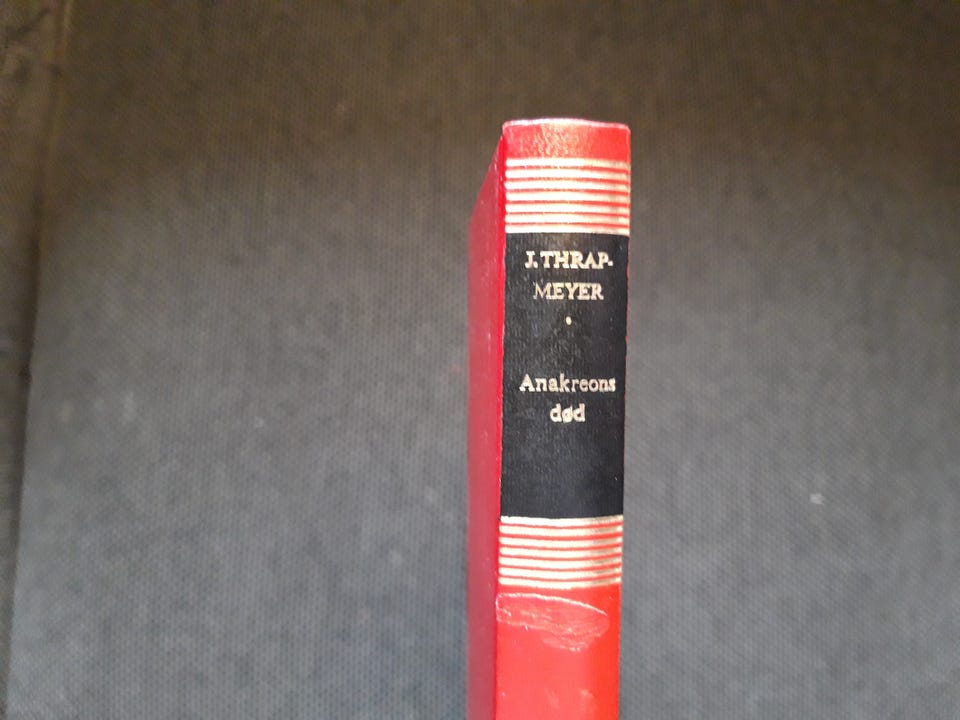 J. THRAP-
MEYER
·
Anakreons
død